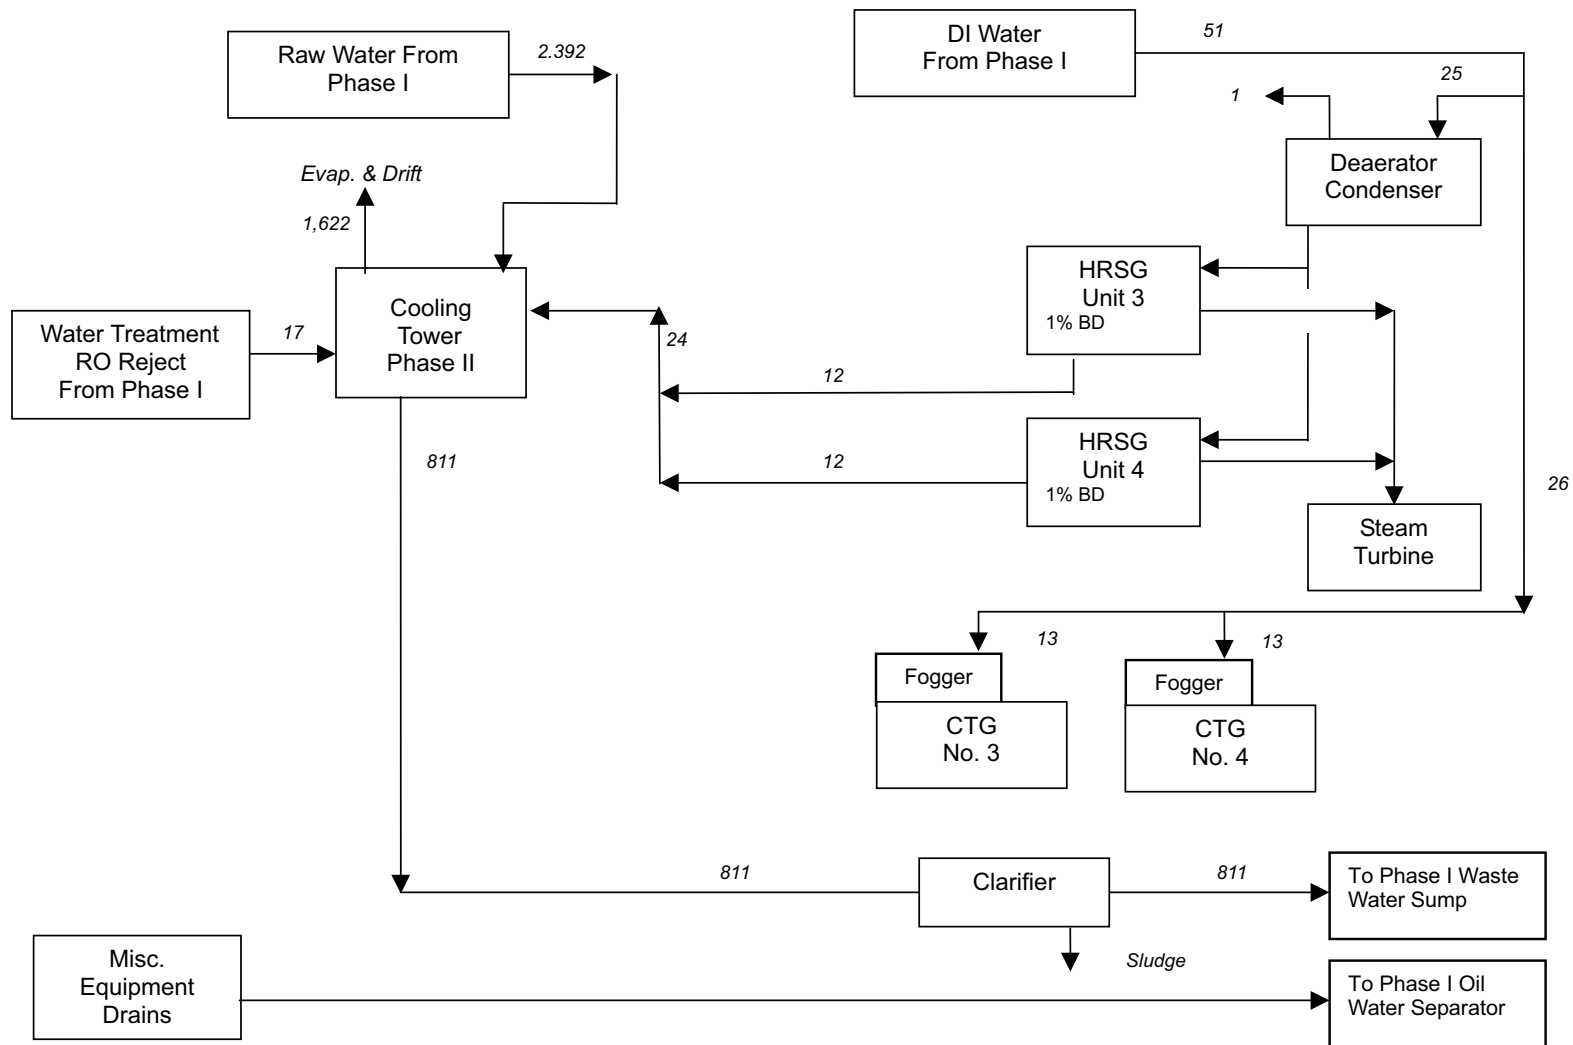 DI Water
From Phase I
51
Raw Water From
Phase I
2.392
25
1
Deaerator
Condenser
Evap. & Drift
1,622
HRSG
Unit 3
1% BD
Cooling
Tower
Phase II
Water Treatment
RO Reject
From Phase I
17
24
12
HRSG
Unit 4
1% BD
12
811
26
Steam
Turbine
13
13
Fogger
CTG
No. 3
Fogger
CTG
No. 4
811
Clarifier
811
To Phase I Waste
Water Sump
Sludge
Misc.
Equipment
Drains
To Phase I Oil
Water Separator